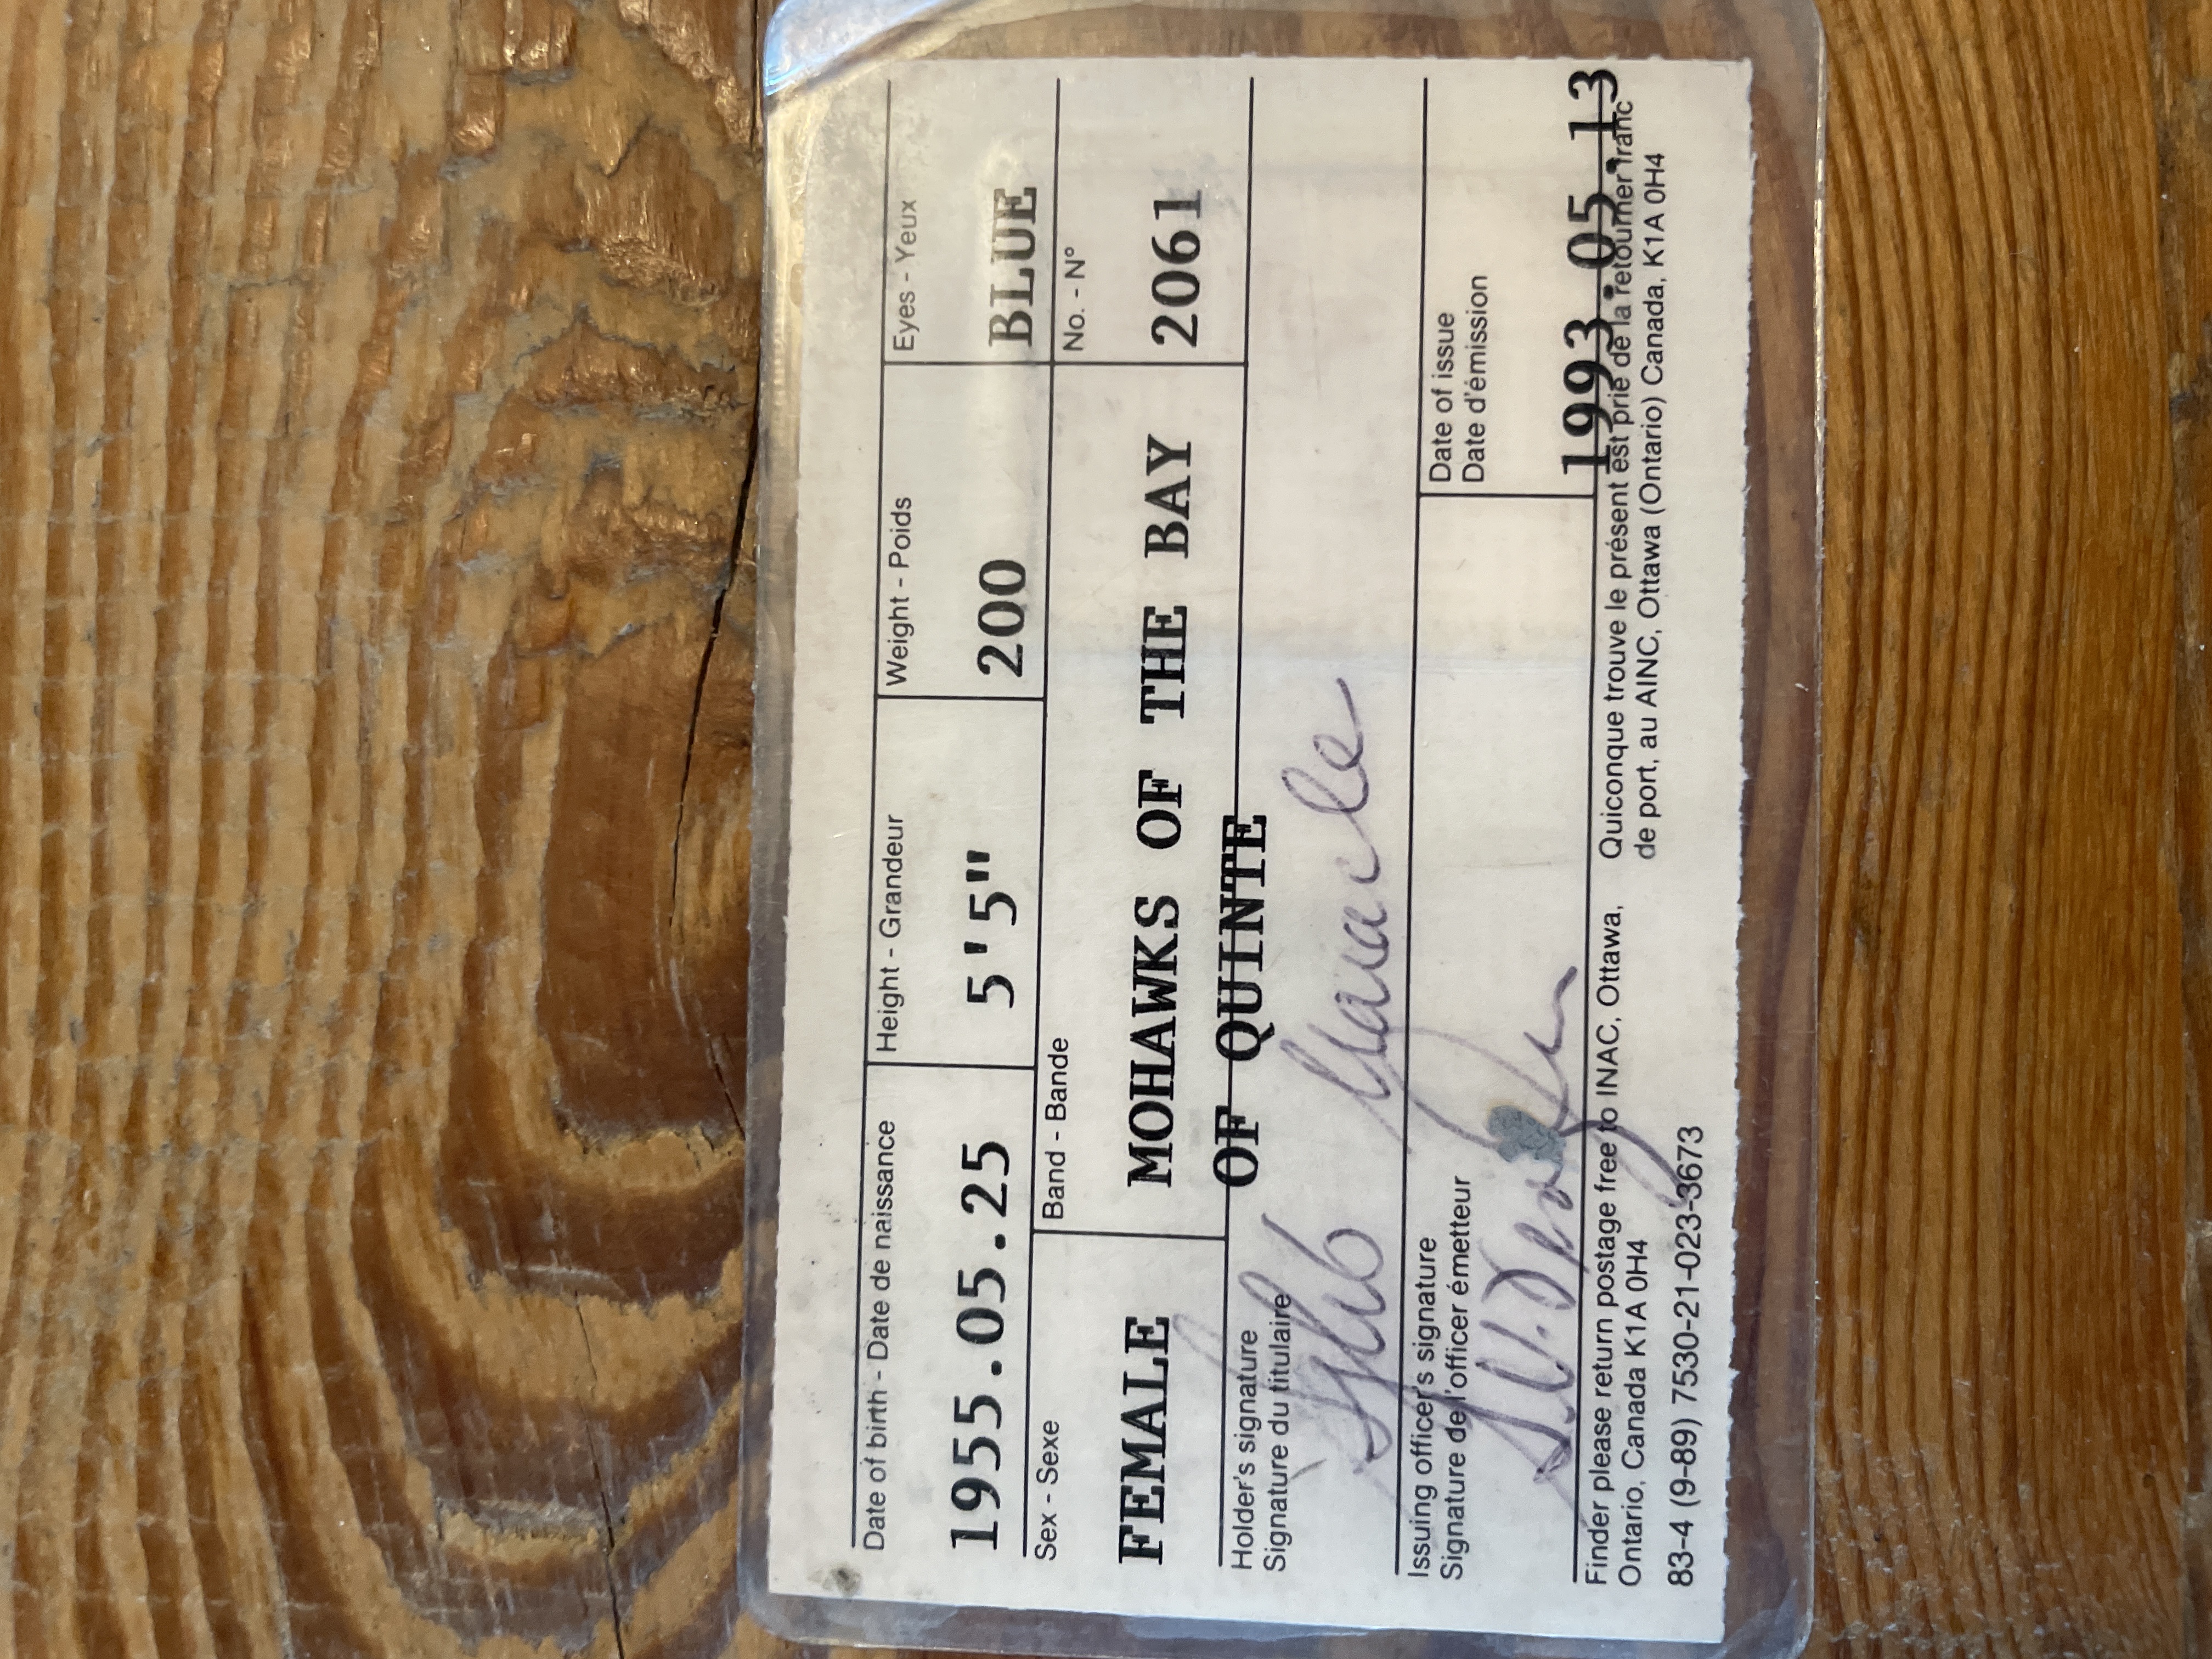 Date of birth - Date de naissance Height - Grandeur Weight - Poids Eyes - Yeux
1955.05.25 5'5" 200 BLUE
Sex - Sexe Band - Bande No. - N°
FEMALE MOHAWKS OF THE BAY 2061
OF QUINTE
Holder's signature
Signature du titulaire
Maracle
Issuing officer's signature Date of issue
Signature de l'officer émetteur Date d'émission
1993.05.13
Finder please return postage free to INAC, Ottawa, Quiconque trouve le présent est prié de la retourner franc
Ontario, Canada K1A 0H4 de port, au AINC, Ottawa (Ontario) Canada, K1A 0H4
83-4 (9-89) 7530-21-023-3673